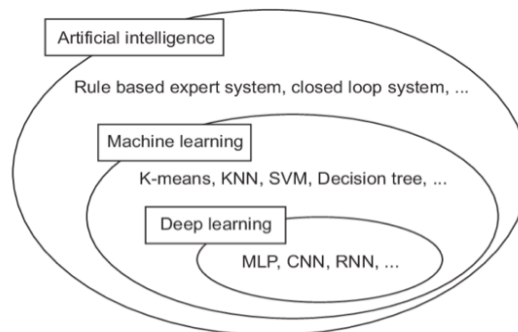 Artificial intelligence
Rule based expert system, closed loop system, ...
Machine learning
K-means, KNN, SVM, Decision tree, ...
Deep learning
MLP, CNN, RNN, ...